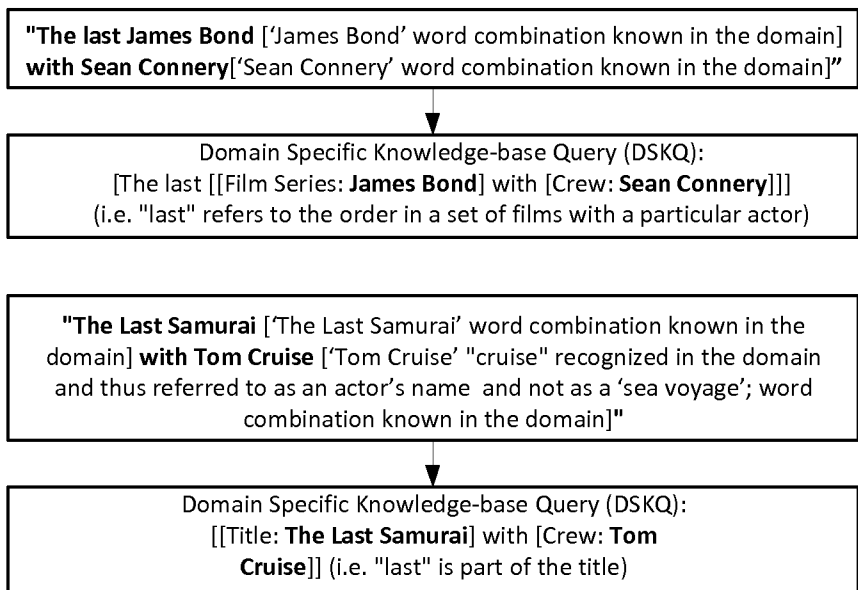 "The last James Bond [‘James Bond’ word combination known in the domain]
with Sean Connery[‘Sean Connery’ word combination known in the domain]”
Domain Specific Knowledge-base Query (DSKQ):
[The last [[Film Series: James Bond] with [Crew: Sean Connery]]]
(i.e. "last" refers to the order in a set of films with a particular actor)
"The Last Samurai [‘The Last Samurai’ word combination known in the
domain] with Tom Cruise [‘Tom Cruise’ "cruise" recognized in the domain
and thus referred to as an actor’s name and not as a ‘sea voyage’; word
combination known in the domain]"
Domain Specific Knowledge-base Query (DSKQ):
[[Title: The Last Samurai] with [Crew: Tom
Cruise]] (i.e. "last" is part of the title)